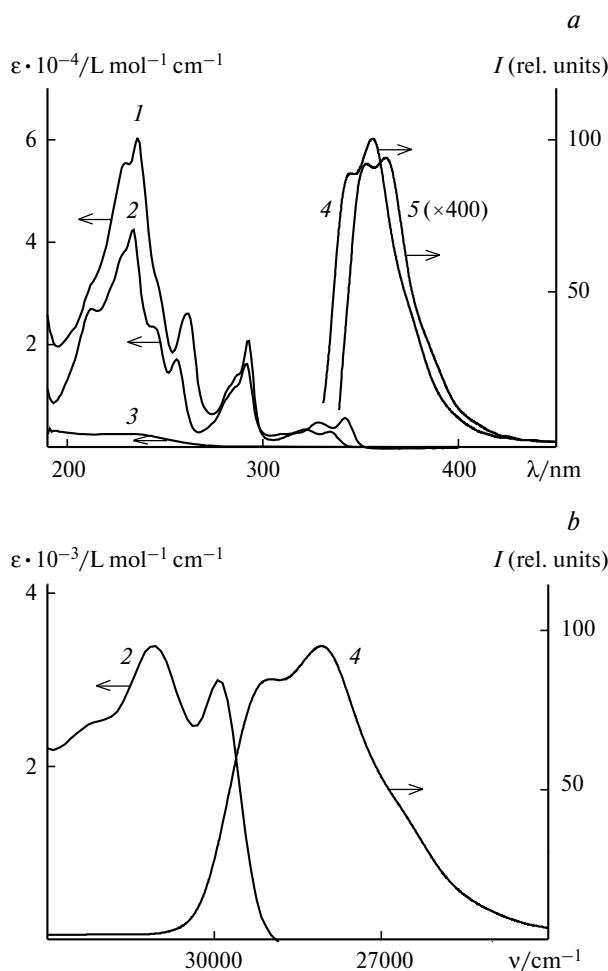 a
ε·10⁻⁴/L mol⁻¹ cm⁻¹ I (rel. units)
1
6 100
2 4 5 (×400)
4
50
2
3
200 300 400 λ/nm
b
ε·10⁻³/L mol⁻¹ cm⁻¹ I (rel. units)
4
2 4 100
2 50
30000 27000 ν/cm⁻¹